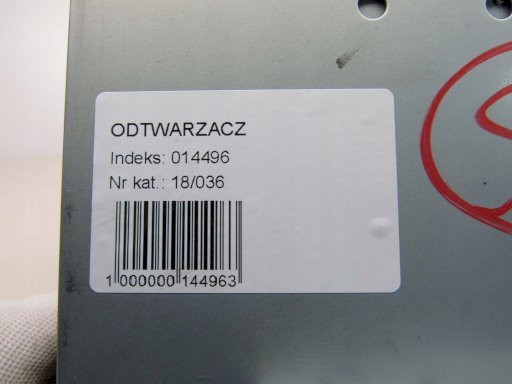 ODTWARZACZ
Indeks: 014496
Nr kat.: 18/036
1 000000 144963